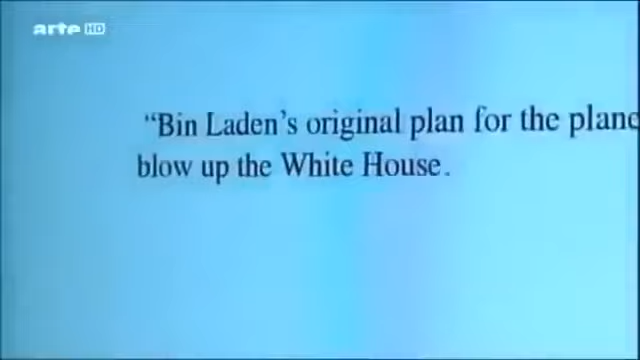 arte HD
“Bin Laden's original plan for the plane
blow up the White House.